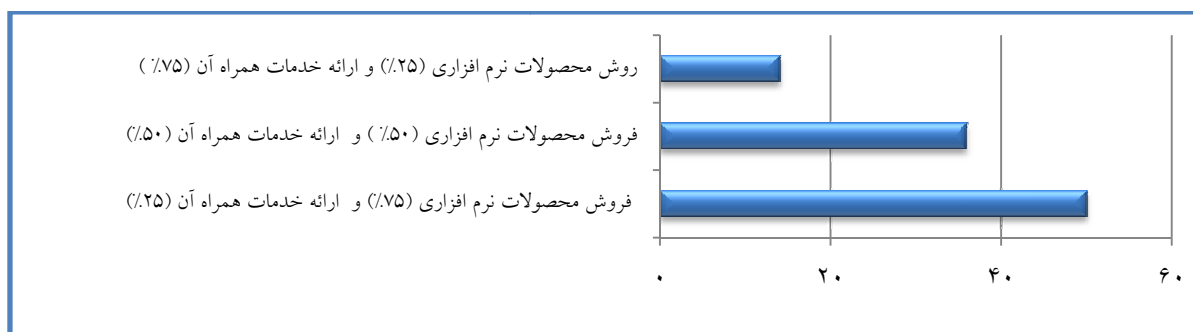 روش محصولات نرم افزاری (۲۵٪) و ارائه خدمات همراه آن (۷۵٪ )
فروش محصولات نرم افزاری (۵۰٪ ) و ارائه خدمات همراه آن (۵۰٪)
فروش محصولات نرم افزاری (۷۵٪) و ارائه خدمات همراه آن (۲۵٪)
۰ ۲۰ ۴۰ ۶۰